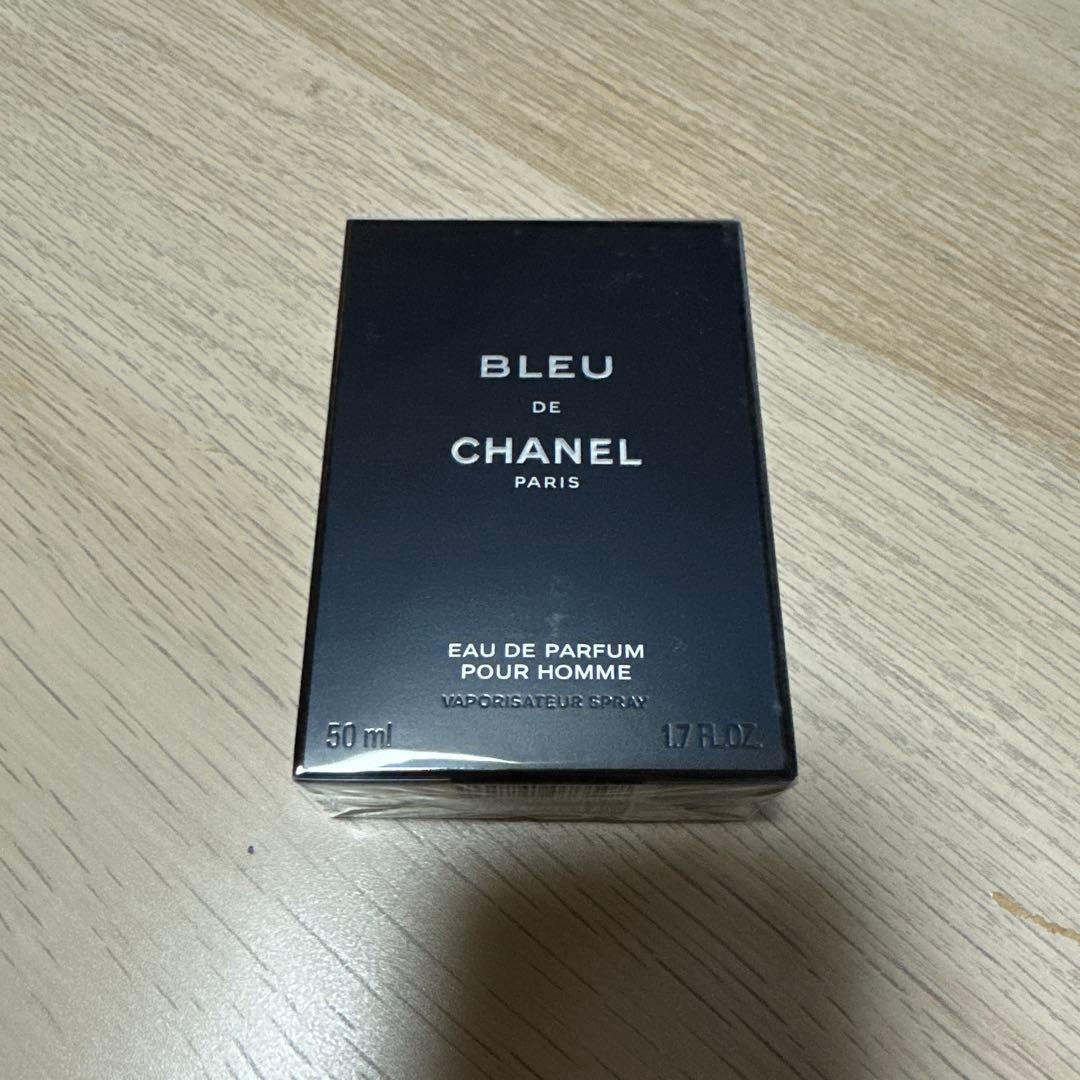 BLEU
DE
CHANEL
PARIS
EAU DE PARFUM
POUR HOMME
VAPORISATEUR SPRAY
50 ml 1.7 FL.OZ.